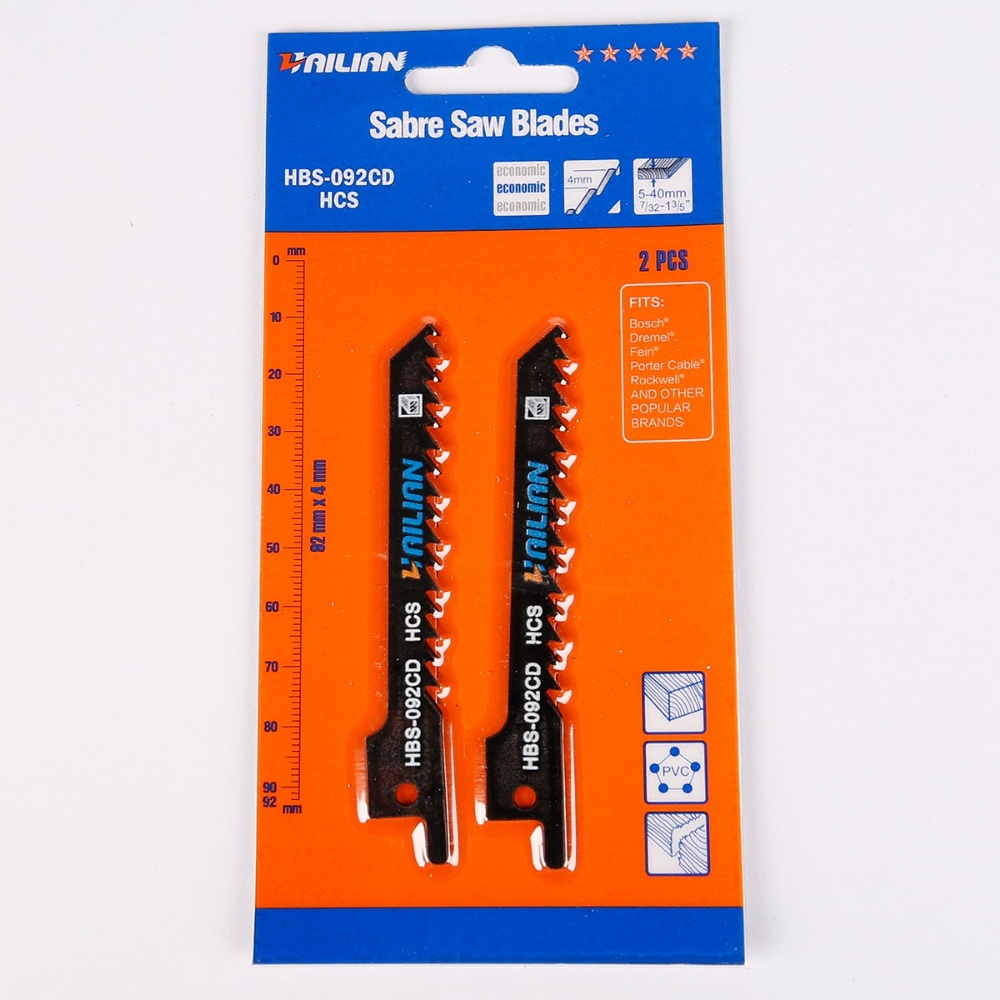 HAILIAN
Sabre Saw Blades
HBS-092CD
HCS
economic
economic
economic
4mm
5-40mm
7/32-1 3/5"
2 PCS
mm
0
10
20
30
40
50
60
70
80
90
92
mm
82 mm x 4 mm
FITS:
Bosch®
Dremel®
Fein®
Porter Cable®
Rockwell®
AND OTHER
POPULAR
BRANDS
HBS-092CD HCS HAILIAN
HBS-092CD HCS HAILIAN
PVC